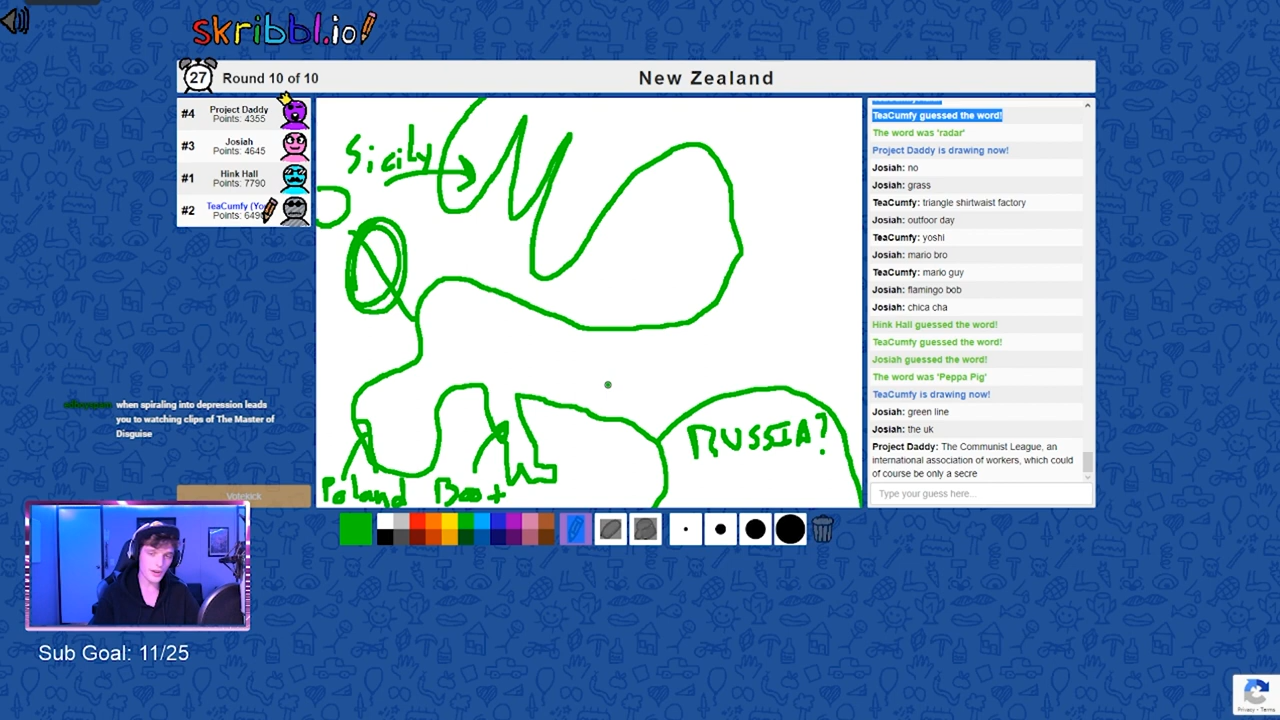 skribbl.io
27
Round 10 of 10
New Zealand
#4
Project Daddy
Points: 4355
#3
Josiah
Points: 4645
#1
Hink Hall
Points: 7790
#2
TeaCumfy (You
Points: 649
Sicily
RUSSIA?
Poland
Boot
TeaCumfy guessed the word!
The word was 'radar'
Project Daddy is drawing now!
Josiah: no
Josiah: grass
TeaCumfy: triangle shirtwaist factory
Josiah: outfoor day
TeaCumfy: yoshi
Josiah: mario bro
TeaCumfy: mario guy
Josiah: flamingo bob
Josiah: chica cha
Hink Hall guessed the word!
TeaCumfy guessed the word!
Josiah guessed the word!
The word was 'Peppa Pig'
TeaCumfy is drawing now!
Josiah: green line
Josiah: the uk
Project Daddy: The Communist League, an
international association of workers, which could
of course be only a secre
Type your guess here...
when spiraling into depression leads
you to watching clips of The Master of
Disguise
Votekick
Sub Goal: 11/25
Privacy - Terms